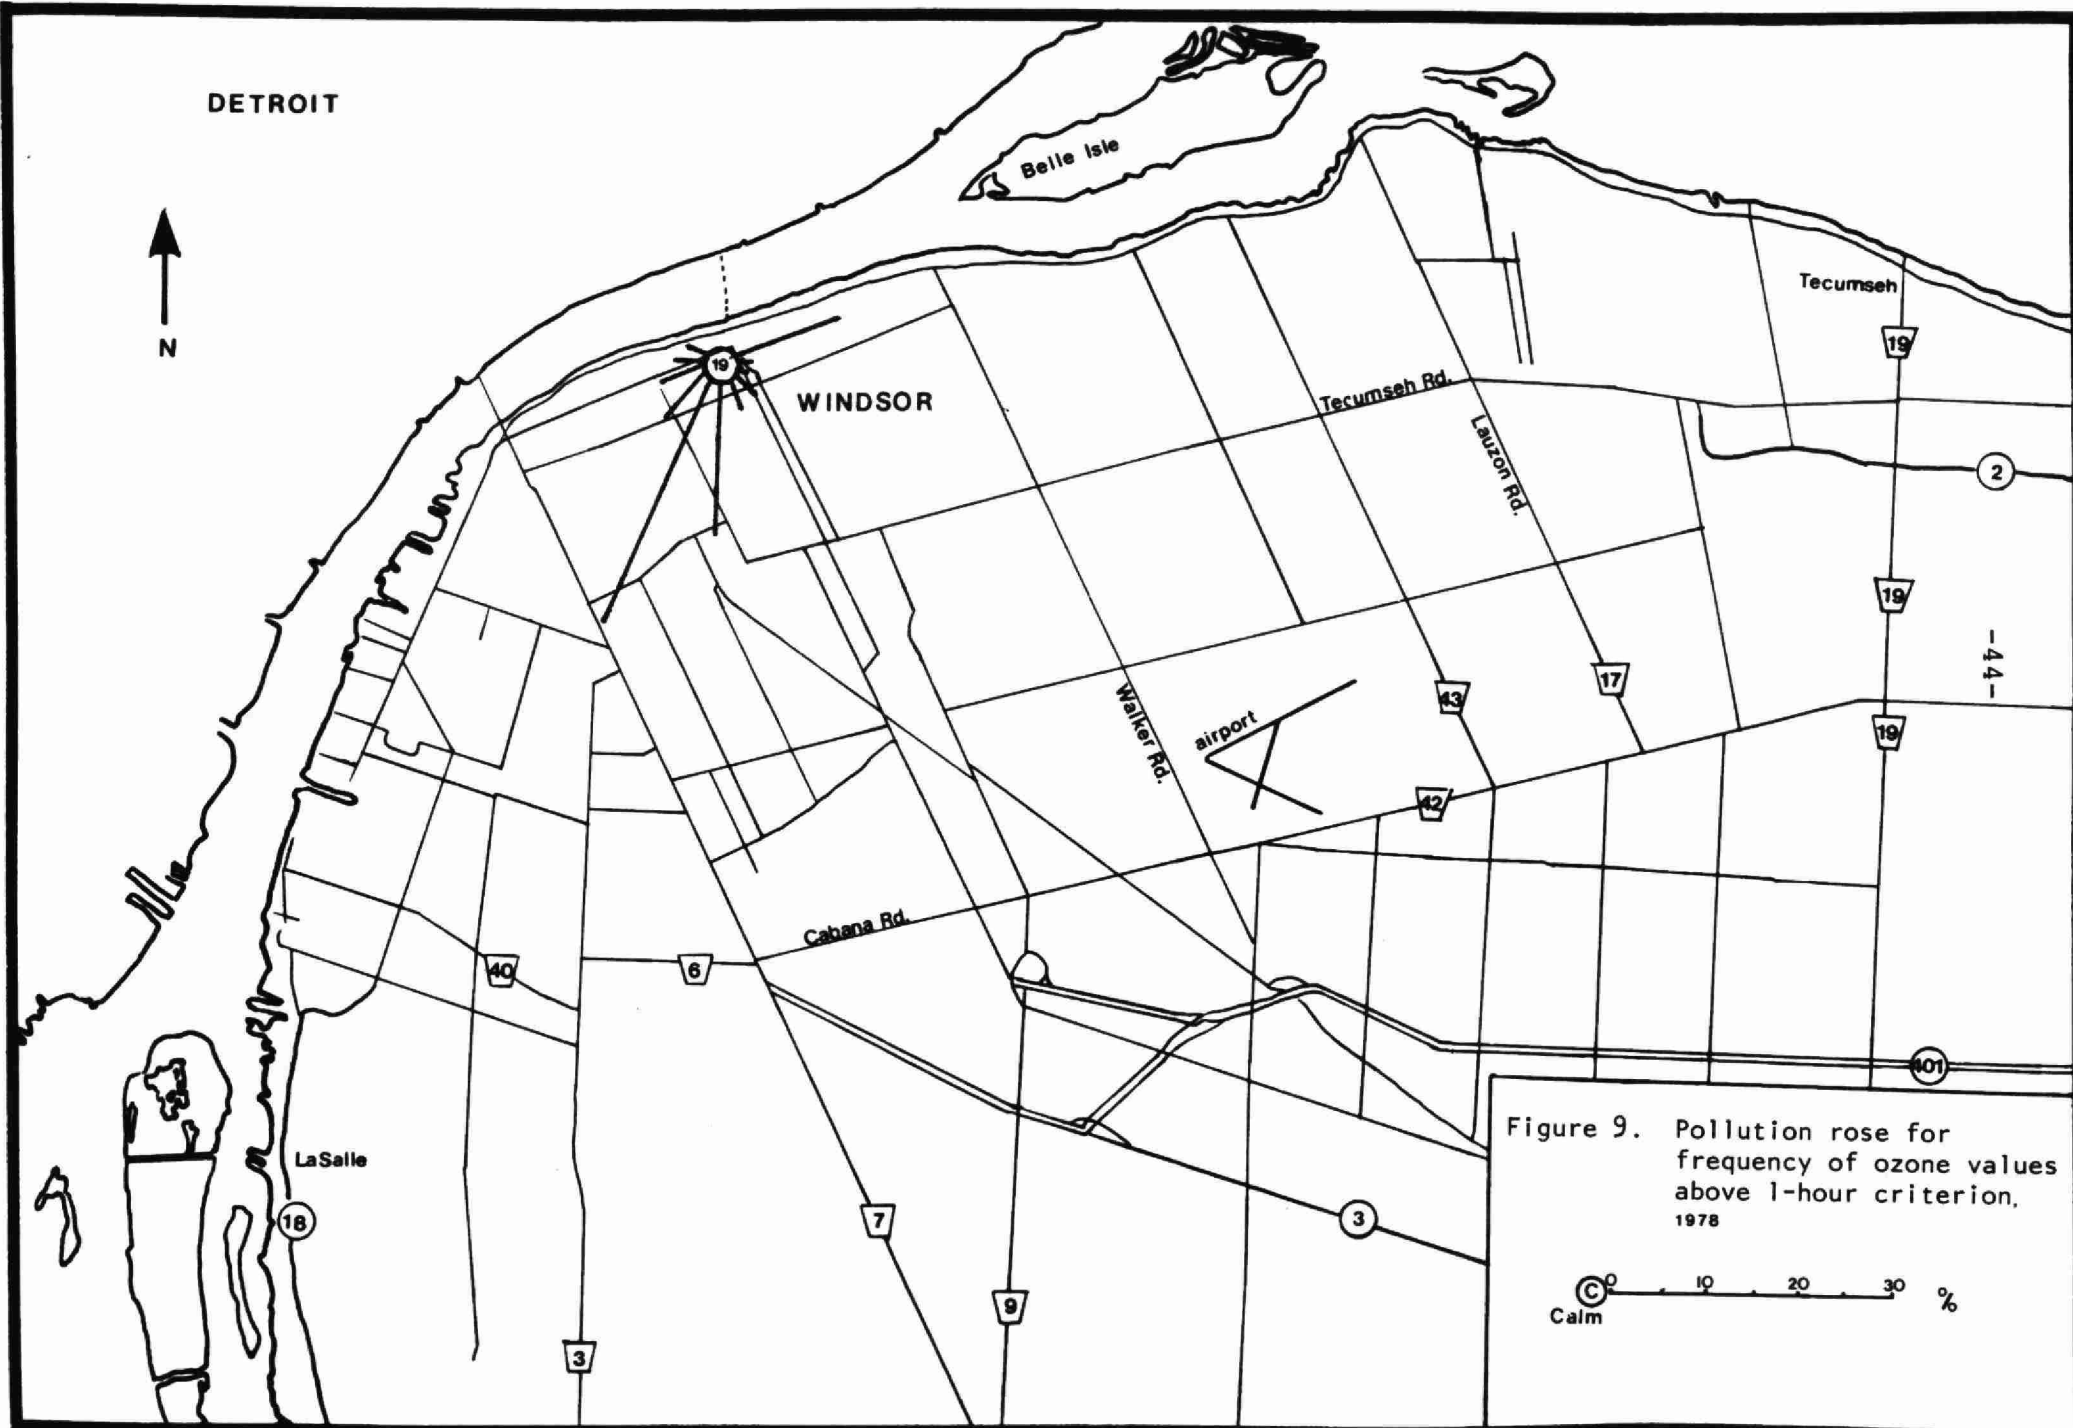 DETROIT
Belle Isle
N
19
WINDSOR
Tecumseh
19
Tecumseh Rd.
Lauzon Rd.
2
19
-44-
17
43
19
Walker Rd.
airport
42
Cabana Rd.
40
6
401
LaSalle
18
7
3
9
3
Figure 9. Pollution rose for
frequency of ozone values
above 1-hour criterion,
1978
C 0 10 20 30 %
Calm